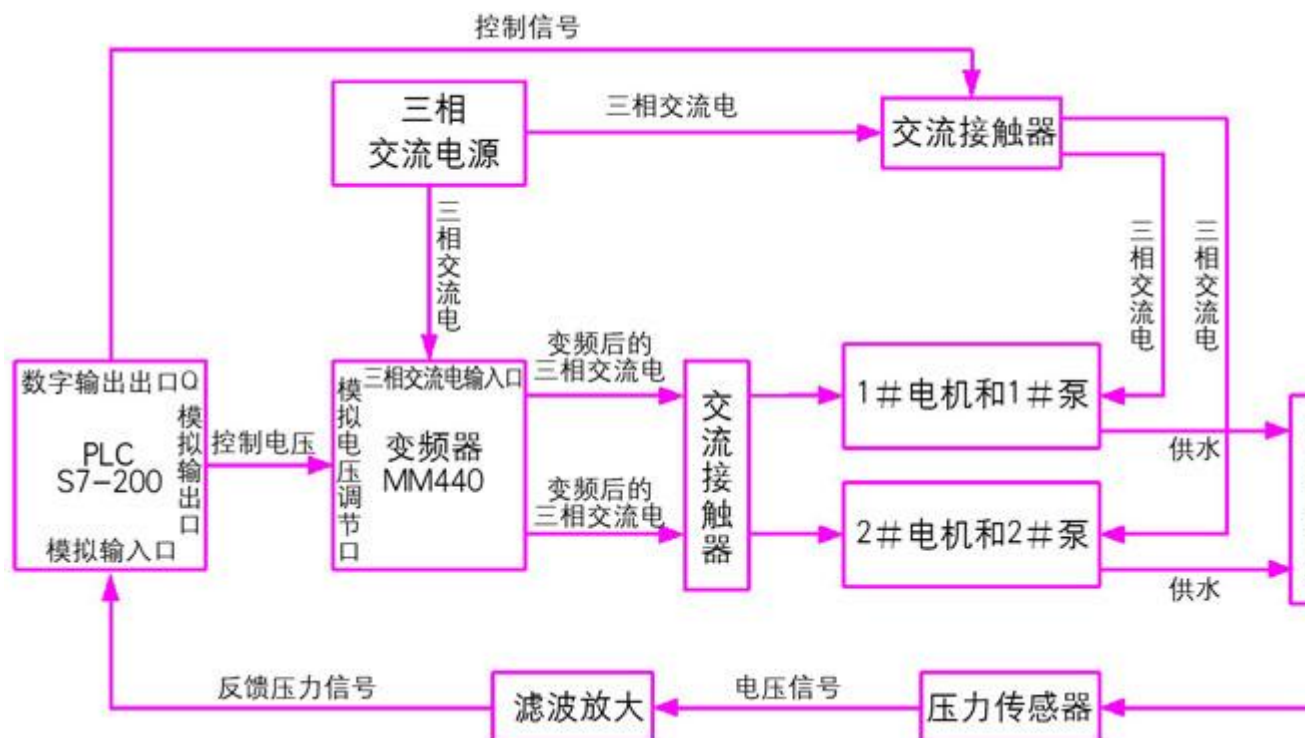 控制信号
三相
交流电源
三相交流电
交流接触器
三相交流电
三相交流电
三相交流电
数字输出出口Q
模拟输出口
PLC
S7-200
模拟输入口
控制电压
三相交流电输入口
模拟电压调节口
变频器
MM440
变频后的
三相交流电
变频后的
三相交流电
交流接触器
1#电机和1#泵
2#电机和2#泵
供水
供水
反馈压力信号
滤波放大
电压信号
压力传感器